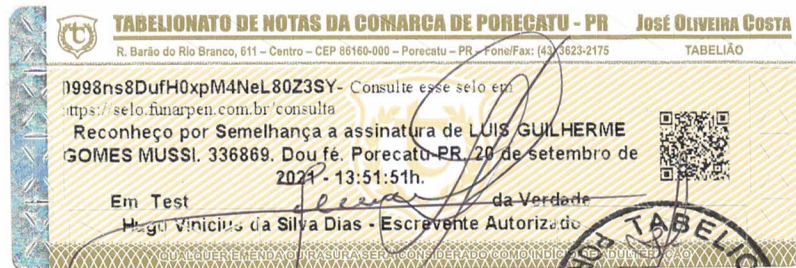 TABELIONATO DE NOTAS DA COMARCA DE PORECATU - PR JOSÉ OLIVEIRA COSTA
R. Barão do Rio Branco, 611 – Centro – CEP 86160-000 – Porecatu – PR – Fone/Fax: (43) 3623-2175 TABELIÃO
0998ns8DufH0xpM4NeL80Z3SY- Consulte esse selo em
https://selo.funarpen.com.br/consulta
Reconheço por Semelhança a assinatura de LUIS GUILHERME
GOMES MUSSI. 336869. Dou fé. Porecatu-PR, 20 de setembro de
2021 - 13:51:51h.
Em Test da Verdade
Hugo Vinicius da Silva Dias - Escrevente Autorizado
QUALQUER EMENDA OU RASURA SERÁ CONSIDERADO COMO INDÍCIO DE ADULTERAÇÃO